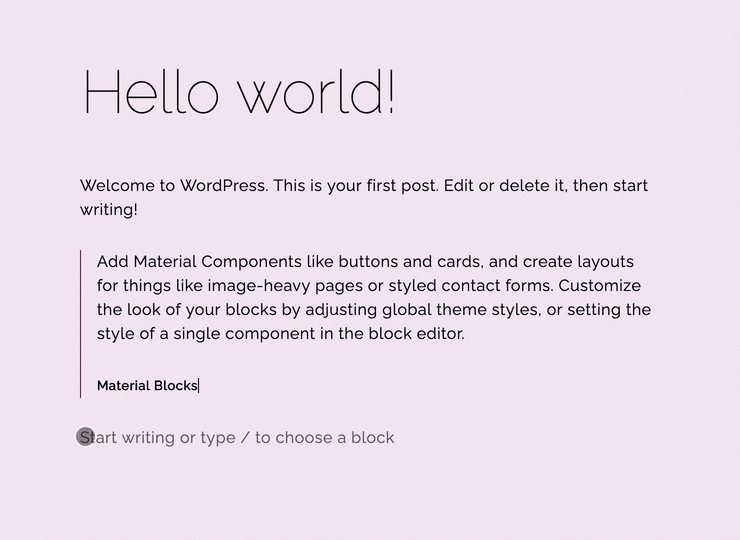 Hello world!
Welcome to WordPress. This is your first post. Edit or delete it, then start
writing!
Add Material Components like buttons and cards, and create layouts
for things like image-heavy pages or styled contact forms. Customize
the look of your blocks by adjusting global theme styles, or setting the
style of a single component in the block editor.
Material Blocks
Start writing or type / to choose a block